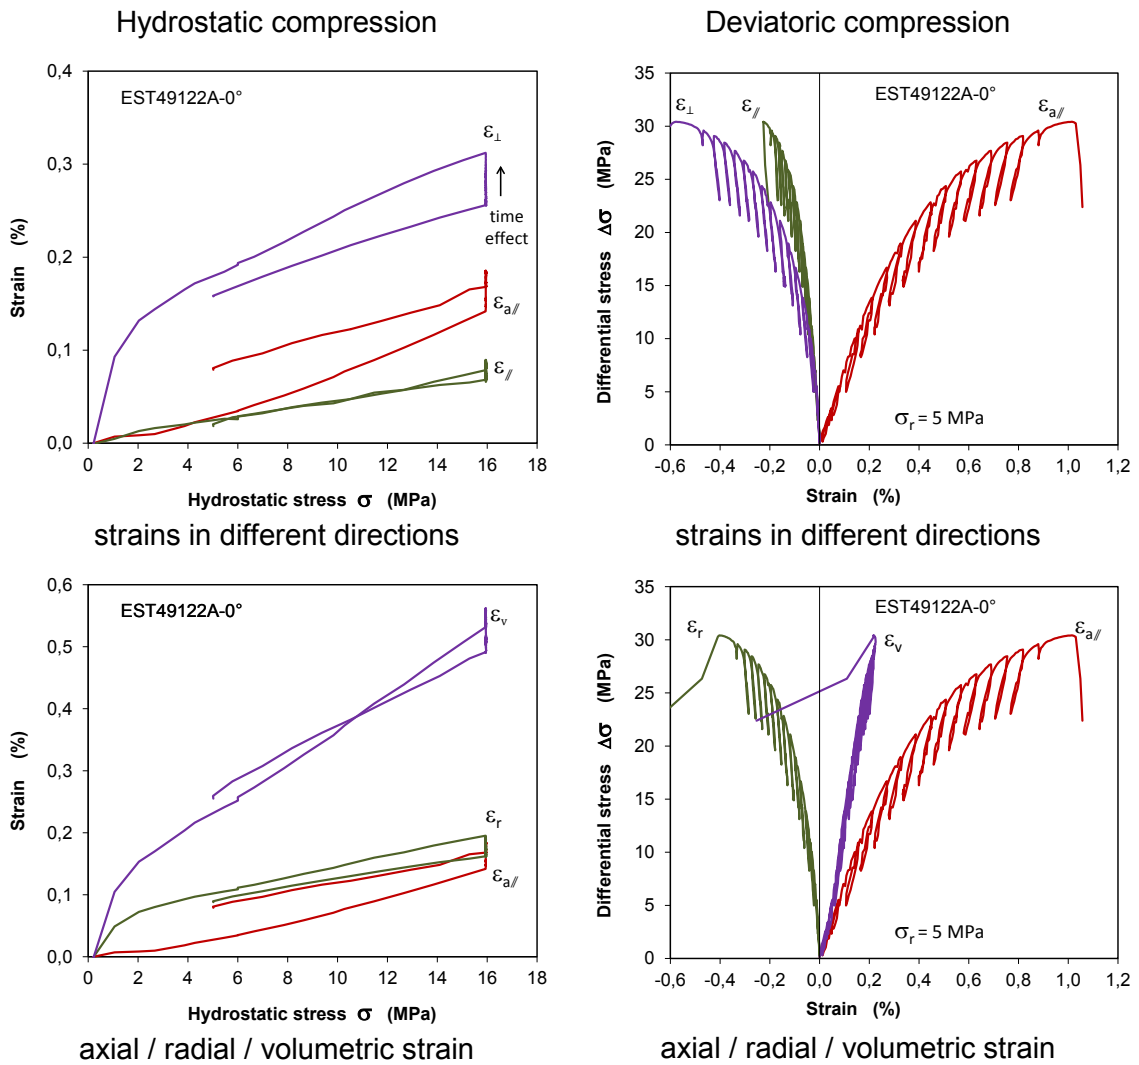 Hydrostatic compression
Deviatoric compression
0,4
0,3
0,2
0,1
0,0
Strain (%)
EST49122A-0°
ε⊥
time
effect
εa//
ε//
0 2 4 6 8 10 12 14 16 18
Hydrostatic stress σ (MPa)
strains in different directions
35
30
25
20
15
10
5
0
Differential stress Δσ (MPa)
EST49122A-0°
ε⊥
ε//
εa//
σr = 5 MPa
-0,6 -0,4 -0,2 0,0 0,2 0,4 0,6 0,8 1,0 1,2
Strain (%)
strains in different directions
0,6
0,5
0,4
0,3
0,2
0,1
0,0
Strain (%)
EST49122A-0°
εv
εr
εa//
0 2 4 6 8 10 12 14 16 18
Hydrostatic stress σ (MPa)
axial / radial / volumetric strain
35
30
25
20
15
10
5
0
Differential stress Δσ (MPa)
EST49122A-0°
εr
εv
εa//
σr = 5 MPa
-0,6 -0,4 -0,2 0,0 0,2 0,4 0,6 0,8 1,0 1,2
Strain (%)
axial / radial / volumetric strain